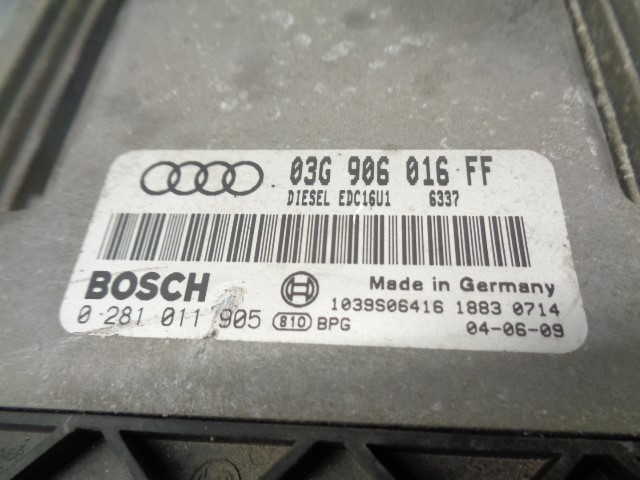 03G 906 016 FF
DIESEL EDC16U1 6337
BOSCH
Made in Germany
1039S06416 1883 0714
0 281 011 905 810 BPG 04-06-09